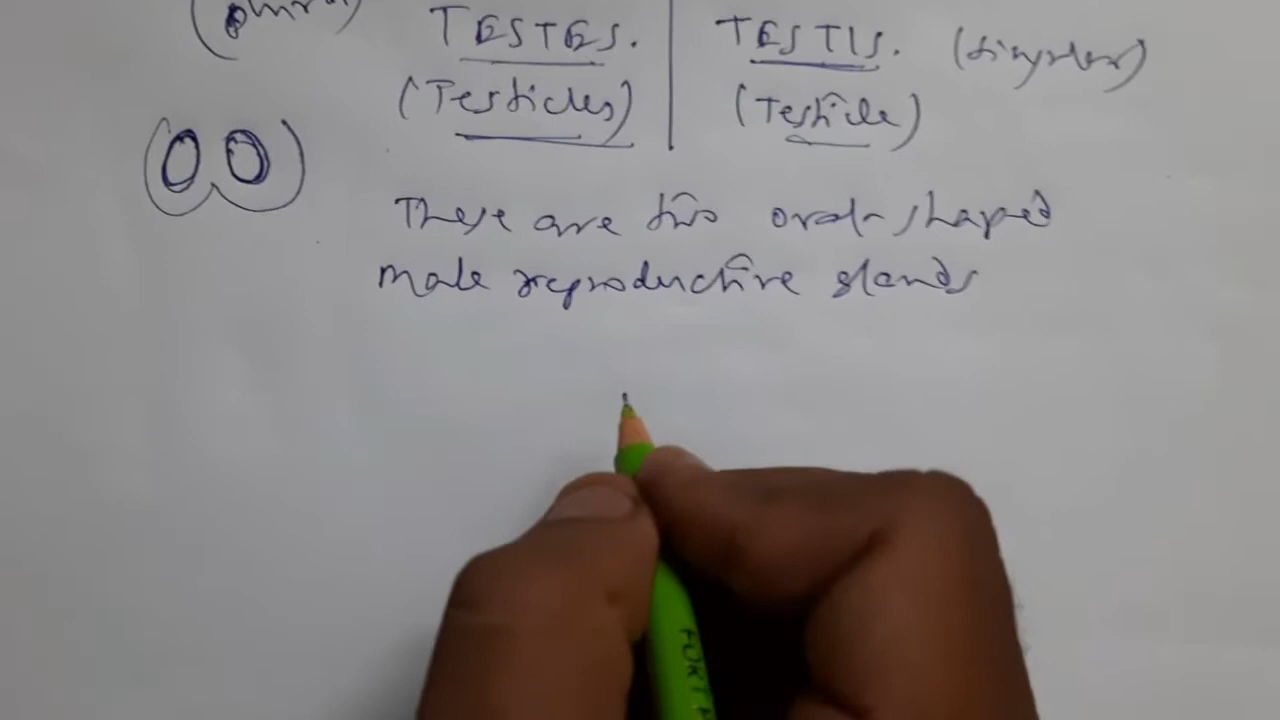 (plural) TESTES. | TESTIS. (singular)
(Testicles) | (Testicle)
These are two oval-shaped
male reproductive glands